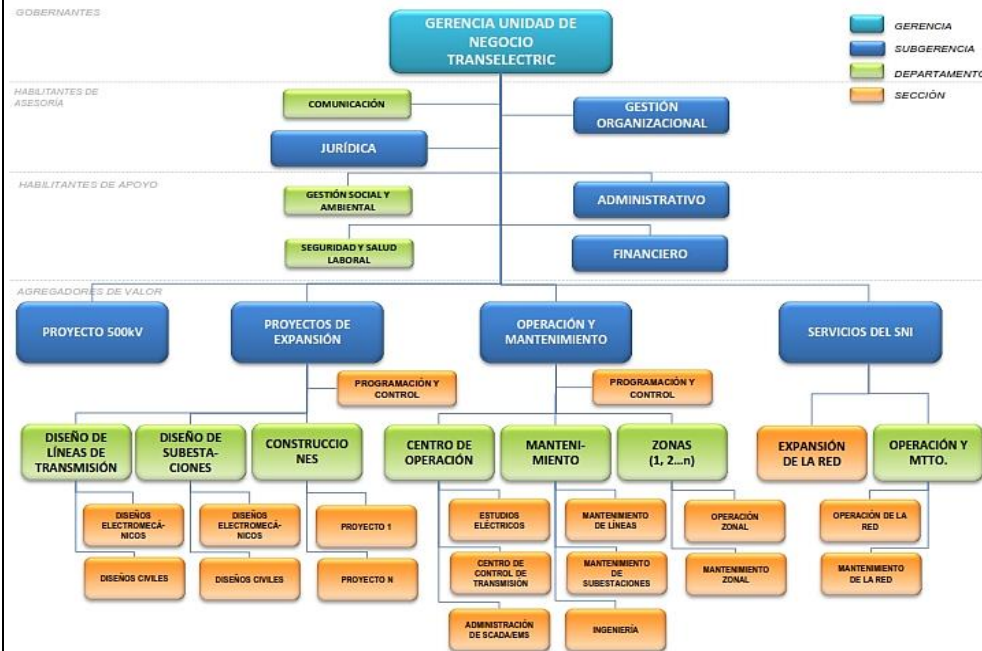 GOBERNANTES
GERENCIA UNIDAD DE
NEGOCIO
TRANSELECTRIC
GERENCIA
SUBGERENCIA
DEPARTAMENTO
SECCIÓN
HABILITANTES DE
ASESORÍA
COMUNICACIÓN
GESTIÓN
ORGANIZACIONAL
JURÍDICA
HABILITANTES DE APOYO
GESTIÓN SOCIAL Y
AMBIENTAL
ADMINISTRATIVO
SEGURIDAD Y SALUD
LABORAL
FINANCIERO
AGREGADORES DE VALOR
PROYECTO 500kV
PROYECTOS DE
EXPANSIÓN
OPERACIÓN Y
MANTENIMIENTO
SERVICIOS DEL SNI
PROGRAMACIÓN Y
CONTROL
PROGRAMACIÓN Y
CONTROL
DISEÑO DE
LÍNEAS DE
TRANSMISIÓN
DISEÑO DE
SUBESTA-
CIONES
CONSTRUCCIO
NES
CENTRO DE
OPERACIÓN
MANTENI-
MIENTO
ZONAS
(1, 2...n)
EXPANSIÓN
DE LA RED
OPERACIÓN Y
MTTO.
DISEÑOS
ELECTROMECÁ-
NICOS
DISEÑOS
ELECTROMECÁ-
NICOS
PROYECTO 1
ESTUDIOS
ELÉCTRICOS
MANTENIMIENTO
DE LÍNEAS
OPERACIÓN
ZONAL
OPERACIÓN DE LA
RED
DISEÑOS CIVILES
DISEÑOS CIVILES
PROYECTO N
CENTRO DE
CONTROL DE
TRANSMISIÓN
MANTENIMIENTO
DE
SUBESTACIONES
MANTENIMIENTO
ZONAL
MANTENIMIENTO
DE LA RED
ADMINISTRACIÓN
DE SCADA/EMS
INGENIERÍA